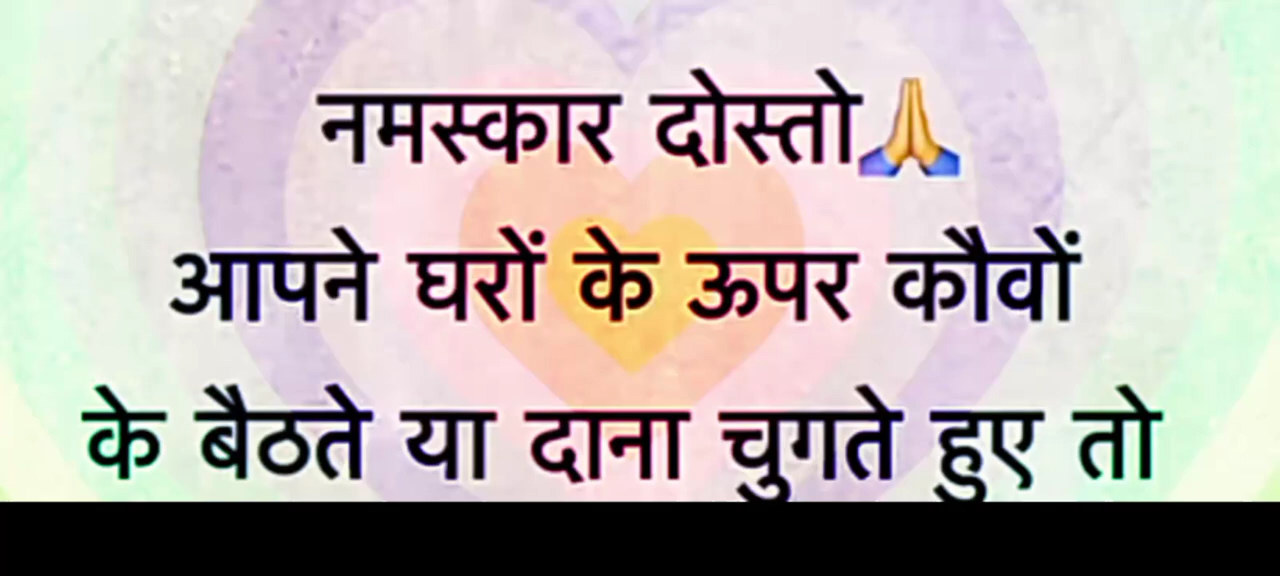 नमस्कार दोस्तो🙏
आपने घरों के ऊपर कौवों
के बैठते या दाना चुगते हुए तो